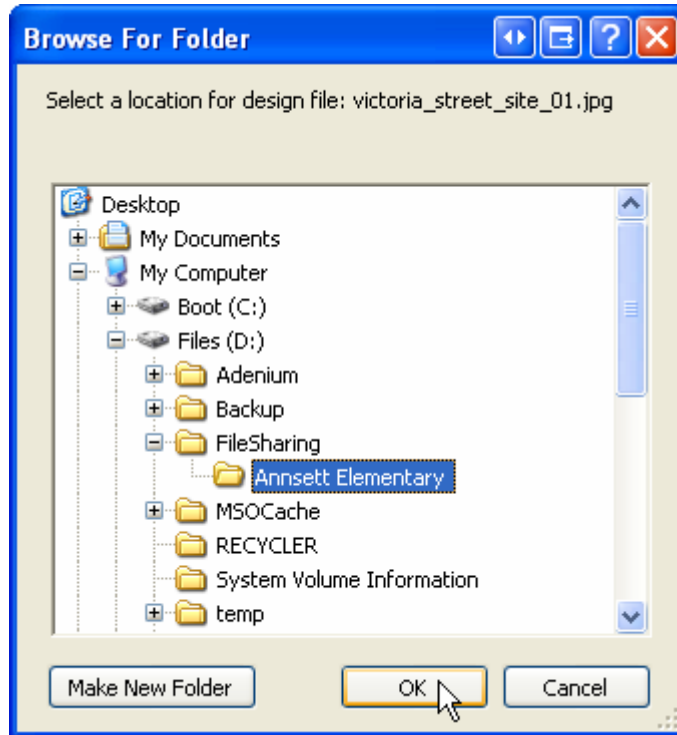 Browse For Folder
Select a location for design file: victoria_street_site_01.jpg
Desktop
My Documents
My Computer
Boot (C:)
Files (D:)
Adenium
Backup
FileSharing
Annsett Elementary
MSOCache
RECYCLER
System Volume Information
temp
Make New Folder OK Cancel